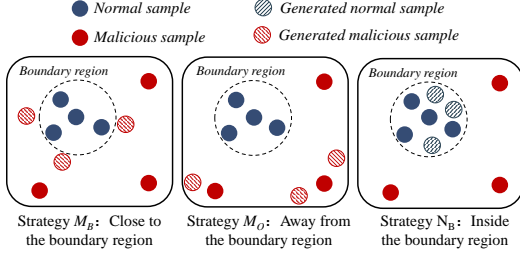 Normal sample
Generated normal sample
Malicious sample
Generated malicious sample
Boundary region
Boundary region
Boundary region
Strategy M_B: Close to
the boundary region
Strategy M_O: Away from
the boundary region
Strategy N_B: Inside
the boundary region